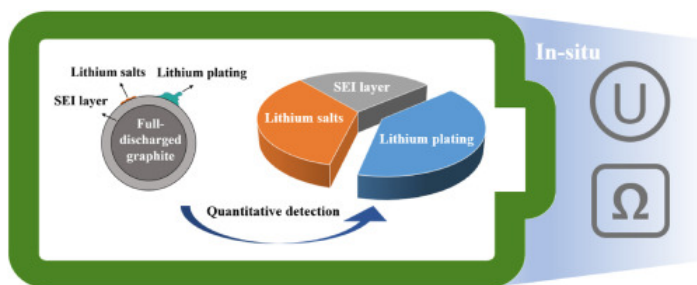 In-situ
Lithium salts
Lithium plating
SEI layer
Full-
discharged
graphite
SEI layer
Lithium salts
Lithium plating
Quantitative detection
U
Ω